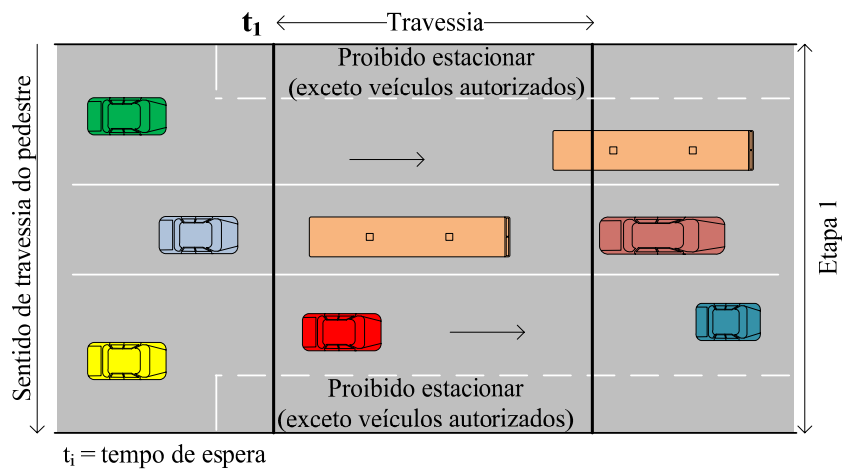 t1 Travessia
Proibido estacionar
(exceto veículos autorizados)
Sentido de travessia do pedestre
Etapa 1
Proibido estacionar
(exceto veículos autorizados)
ti = tempo de espera